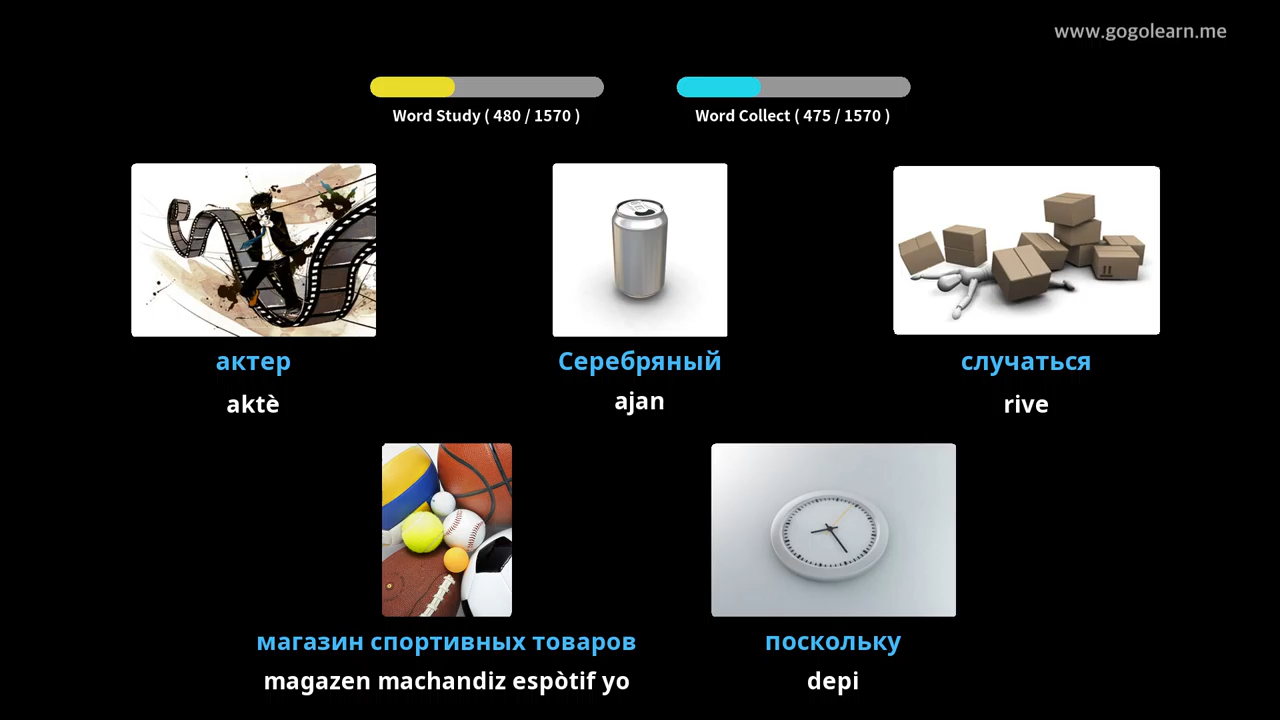 www.gogolearn.me
Word Study ( 480 / 1570 )
Word Collect ( 475 / 1570 )
актер
Серебряный
случаться
aktè
ajan
rive
магазин спортивных товаров
поскольку
magazen machandiz espòtif yo
depi